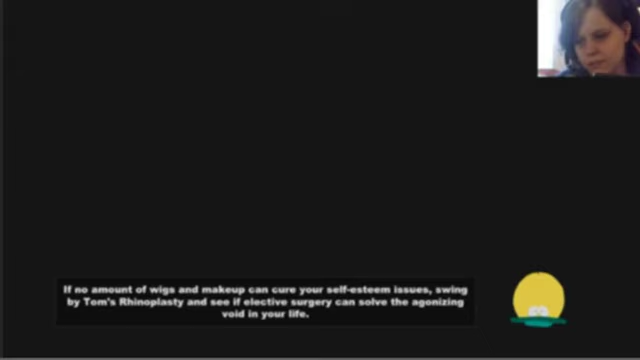 If no amount of wigs and makeup can cure your self-esteem issues, swing
by Tom's Rhinoplasty and see if elective surgery can solve the agonizing
void in your life.